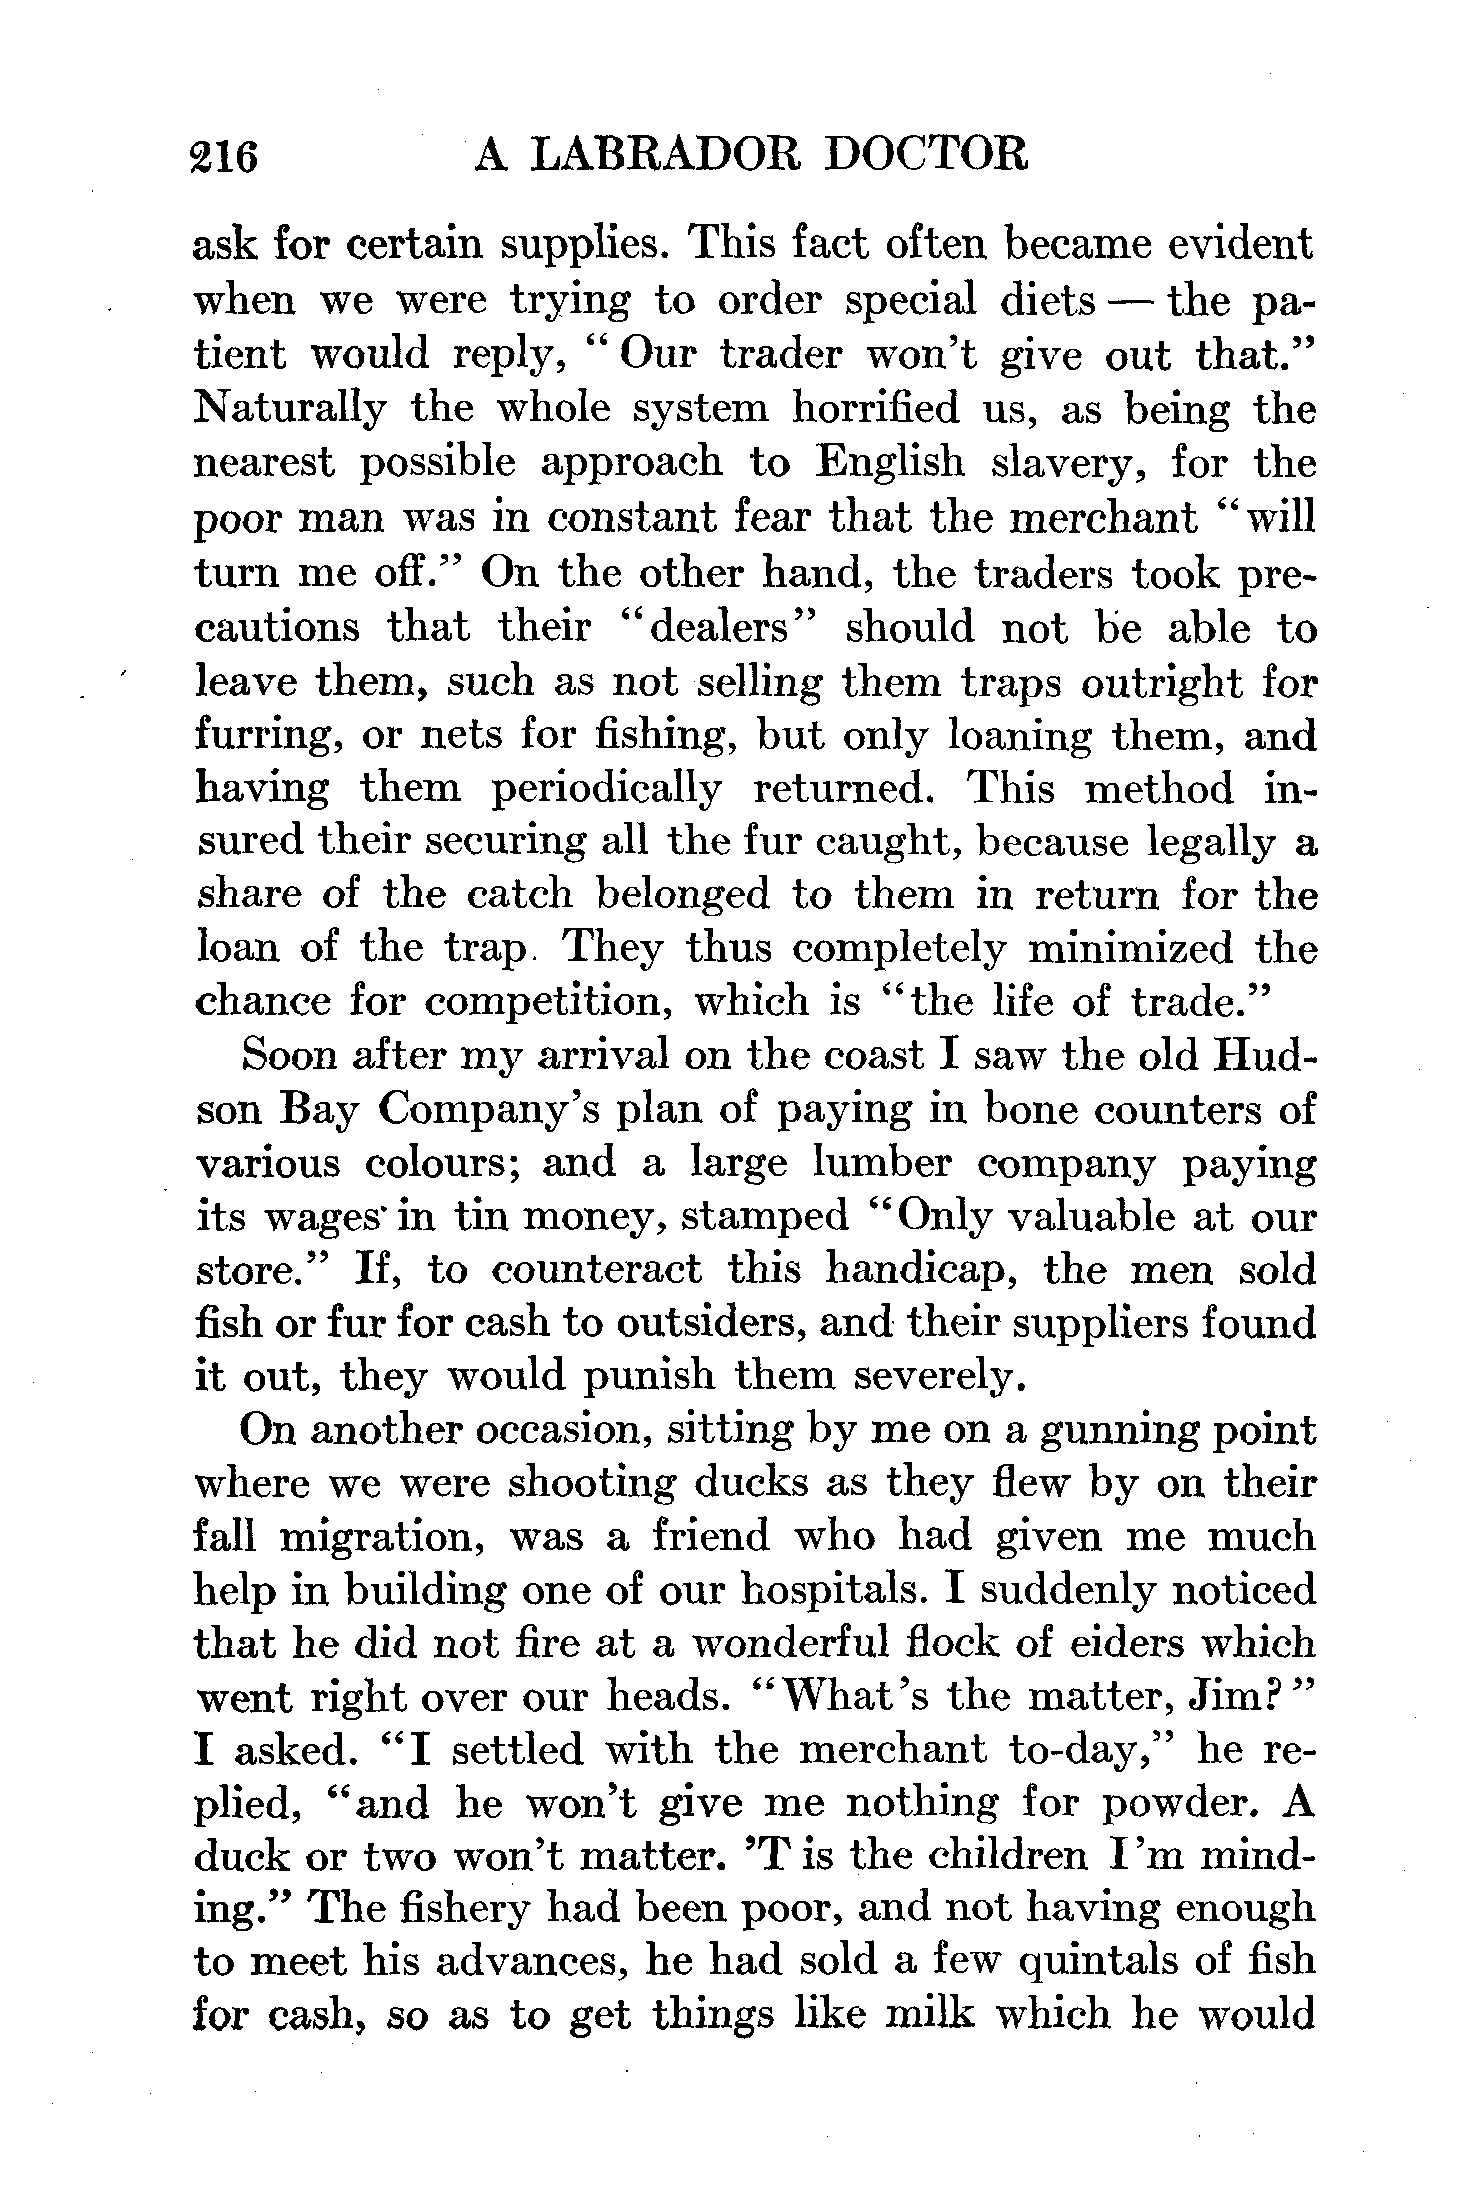 216 A LABRADOR DOCTOR
ask for certain supplies. This fact often became evident
when we were trying to order special diets — the pa-
tient would reply, “Our trader won’t give out that.”
Naturally the whole system horrified us, as being the
nearest possible approach to English slavery, for the
poor man was in constant fear that the merchant “will
turn me off.” On the other hand, the traders took pre-
cautions that their “dealers” should not be able to
leave them, such as not selling them traps outright for
furring, or nets for fishing, but only loaning them, and
having them periodically returned. This method in-
sured their securing all the fur caught, because legally a
share of the catch belonged to them in return for the
loan of the trap. They thus completely minimized the
chance for competition, which is “the life of trade.”
Soon after my arrival on the coast I saw the old Hud-
son Bay Company’s plan of paying in bone counters of
various colours; and a large lumber company paying
its wages in tin money, stamped “Only valuable at our
store.” If, to counteract this handicap, the men sold
fish or fur for cash to outsiders, and their suppliers found
it out, they would punish them severely.
On another occasion, sitting by me on a gunning point
where we were shooting ducks as they flew by on their
fall migration, was a friend who had given me much
help in building one of our hospitals. I suddenly noticed
that he did not fire at a wonderful flock of eiders which
went right over our heads. “What’s the matter, Jim?”
I asked. “I settled with the merchant to-day,” he re-
plied, “and he won’t give me nothing for powder. A
duck or two won’t matter. ’T is the children I’m mind-
ing.” The fishery had been poor, and not having enough
to meet his advances, he had sold a few quintals of fish
for cash, so as to get things like milk which he would